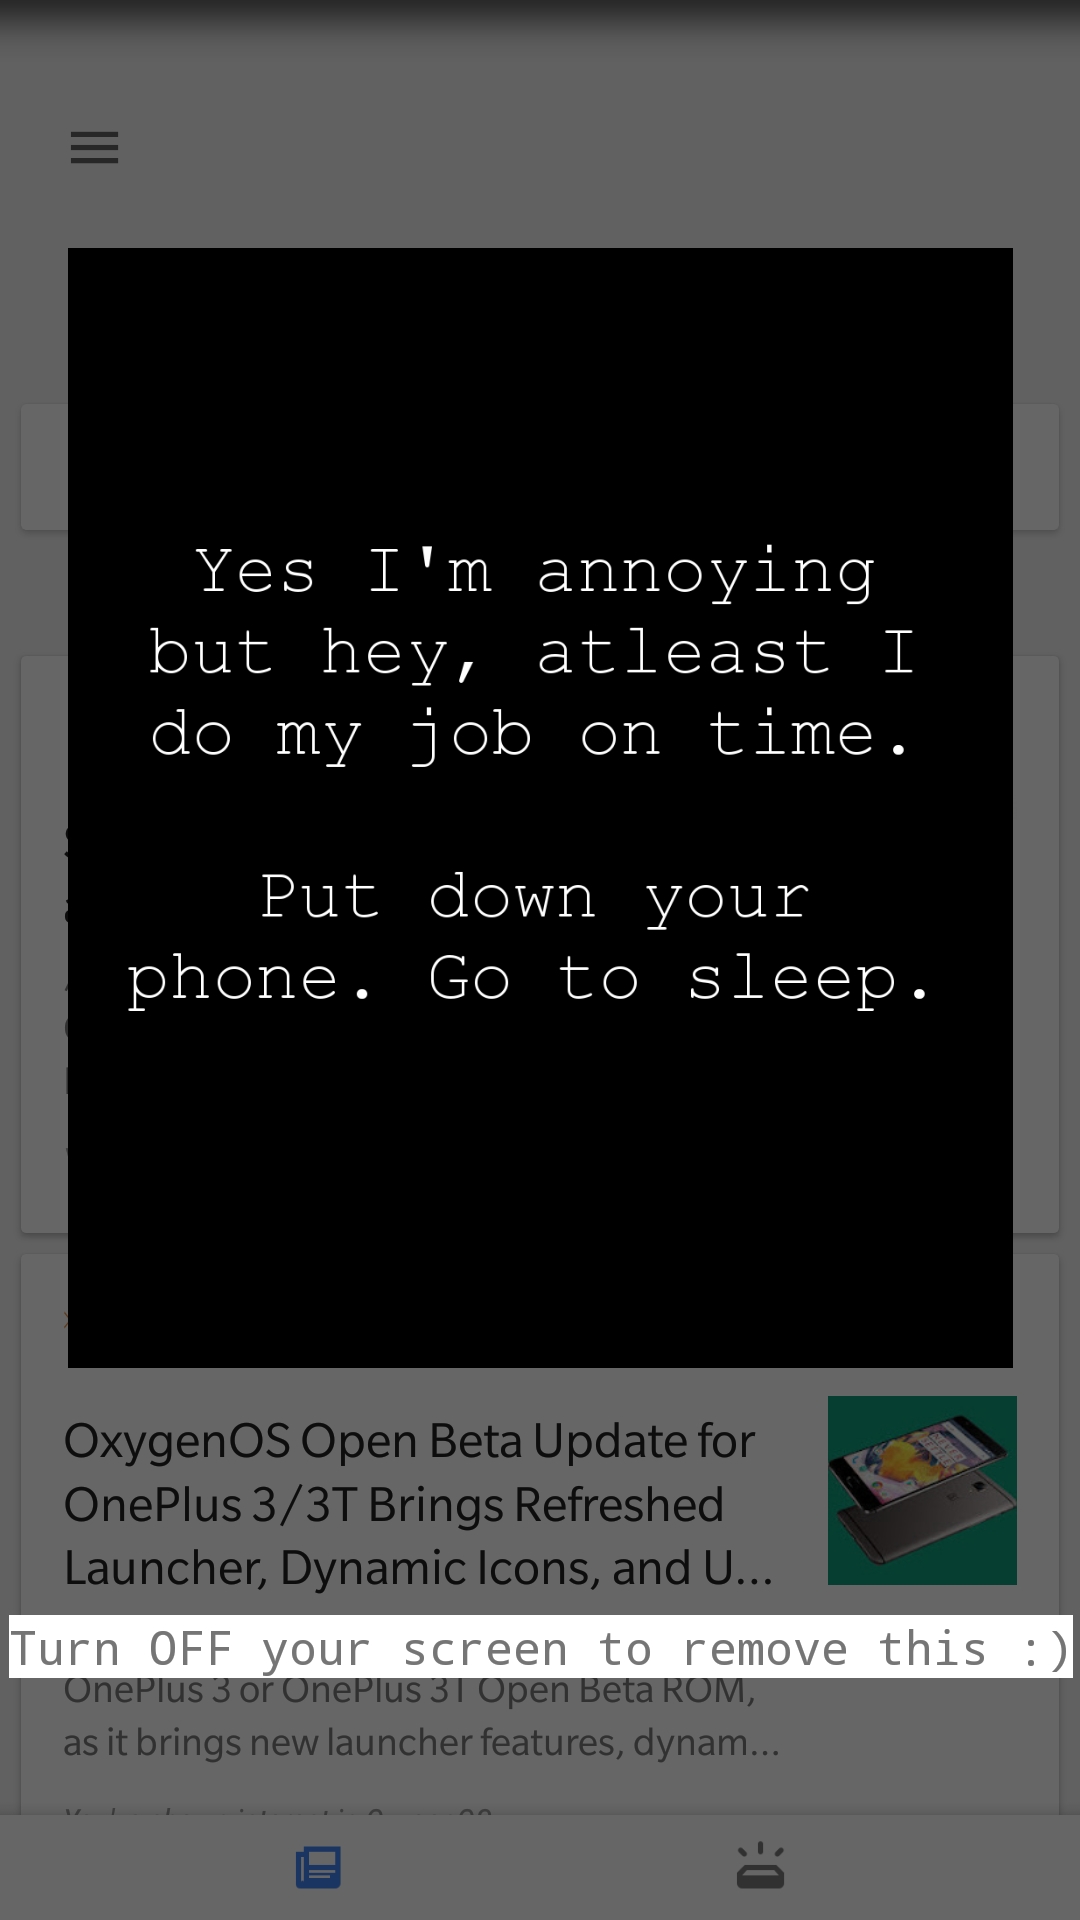 Yes I'm annoying
but hey, atleast I
do my job on time.
Put down your
phone. Go to sleep.
OxygenOS Open Beta Update for
OnePlus 3/3T Brings Refreshed
Launcher, Dynamic Icons, and U...
Turn OFF your screen to remove this :)
OnePlus 3 or OnePlus 3T Open Beta ROM,
as it brings new launcher features, dynam...